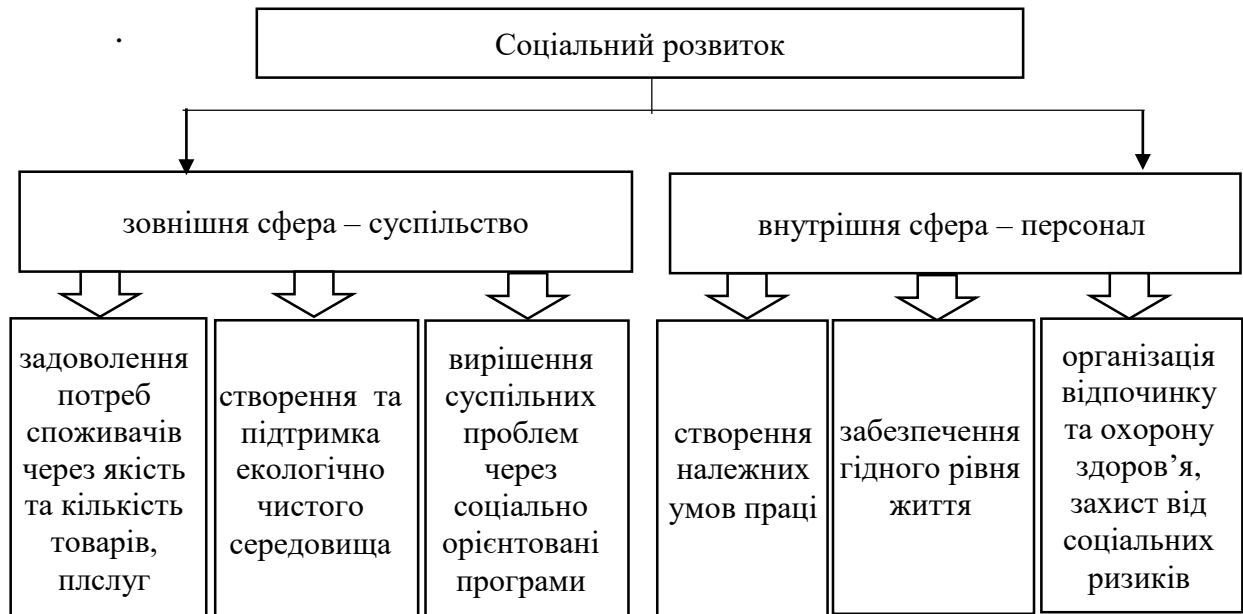 .
Соціальний розвиток
зовнішня сфера – суспільство
внутрішня сфера – персонал
задоволення
потреб
споживачів
через якість
та кількість
товарів,
плслуг
створення та
підтримка
екологічно
чистого
середовища
вирішення
суспільних
проблем
через
соціально
орієнтовані
програми
створення
належних
умов праці
забезпечення
гідного рівня
життя
організація
відпочинку
та охорону
здоров’я,
захист від
соціальних
ризиків